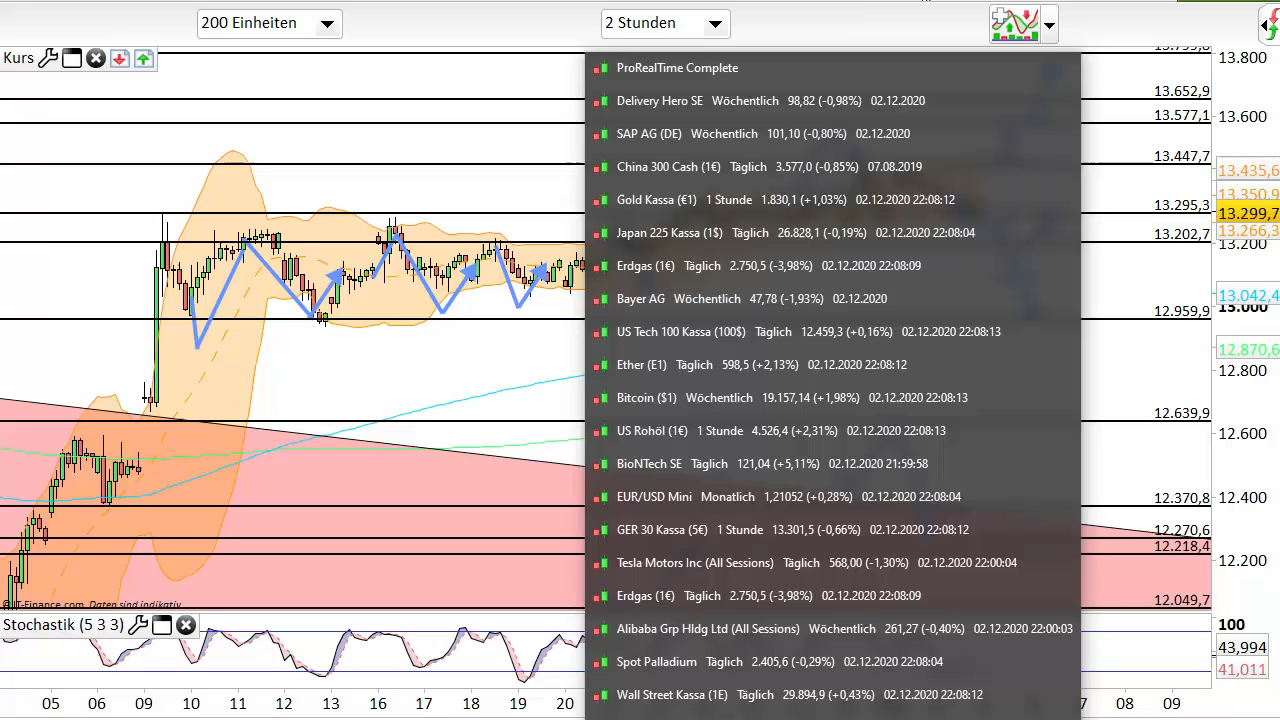 200 Einheiten
2 Stunden
Kurs
ProRealTime Complete
Delivery Hero SE Wöchentlich 98,82 (-0,98%) 02.12.2020
SAP AG (DE) Wöchentlich 101,10 (-0,80%) 02.12.2020
China 300 Cash (1€) Täglich 3.577,0 (-0,85%) 07.08.2019
Gold Kassa (€1) 1 Stunde 1.830,1 (+1,03%) 02.12.2020 22:08:12
Japan 225 Kassa (1$) Täglich 26.828,1 (-0,19%) 02.12.2020 22:08:04
Erdgas (1€) Täglich 2.750,5 (-3,98%) 02.12.2020 22:08:09
Bayer AG Wöchentlich 47,78 (-1,93%) 02.12.2020
US Tech 100 Kassa (100$) Täglich 12.459,3 (+0,16%) 02.12.2020 22:08:13
Ether (E1) Täglich 598,5 (+2,13%) 02.12.2020 22:08:12
Bitcoin ($1) Wöchentlich 19.157,14 (+1,98%) 02.12.2020 22:08:13
US Rohöl (1€) 1 Stunde 4.526,4 (+2,31%) 02.12.2020 22:08:13
BioNTech SE Täglich 121,04 (+5,11%) 02.12.2020 21:59:58
EUR/USD Mini Monatlich 1,21052 (+0,28%) 02.12.2020 22:08:04
GER 30 Kassa (5€) 1 Stunde 13.301,5 (-0,66%) 02.12.2020 22:08:12
Tesla Motors Inc (All Sessions) Täglich 568,00 (-1,30%) 02.12.2020 22:00:04
Erdgas (1€) Täglich 2.750,5 (-3,98%) 02.12.2020 22:08:09
Alibaba Grp Hldg Ltd (All Sessions) Wöchentlich 261,27 (-0,40%) 02.12.2020 22:00:03
Spot Palladium Täglich 2.405,6 (-0,29%) 02.12.2020 22:08:04
Wall Street Kassa (1E) Täglich 29.894,9 (+0,43%) 02.12.2020 22:08:12
13.799,8
13.652,9
13.577,1
13.447,7
13.295,3
13.202,7
12.959,9
12.639,9
12.370,8
12.270,6
12.218,4
12.049,7
13.800
13.600
13.435,6
13.350,9
13.299,7
13.266,3
13.200
13.042,4
13.000
12.870,6
12.800
12.600
12.400
12.200
© IT-Finance.com Daten sind indikativ
Stochastik (5 3 3)
100
43,994
41,011
05 06 09 10 11 12 13 16 17 18 19 20 7 08 09